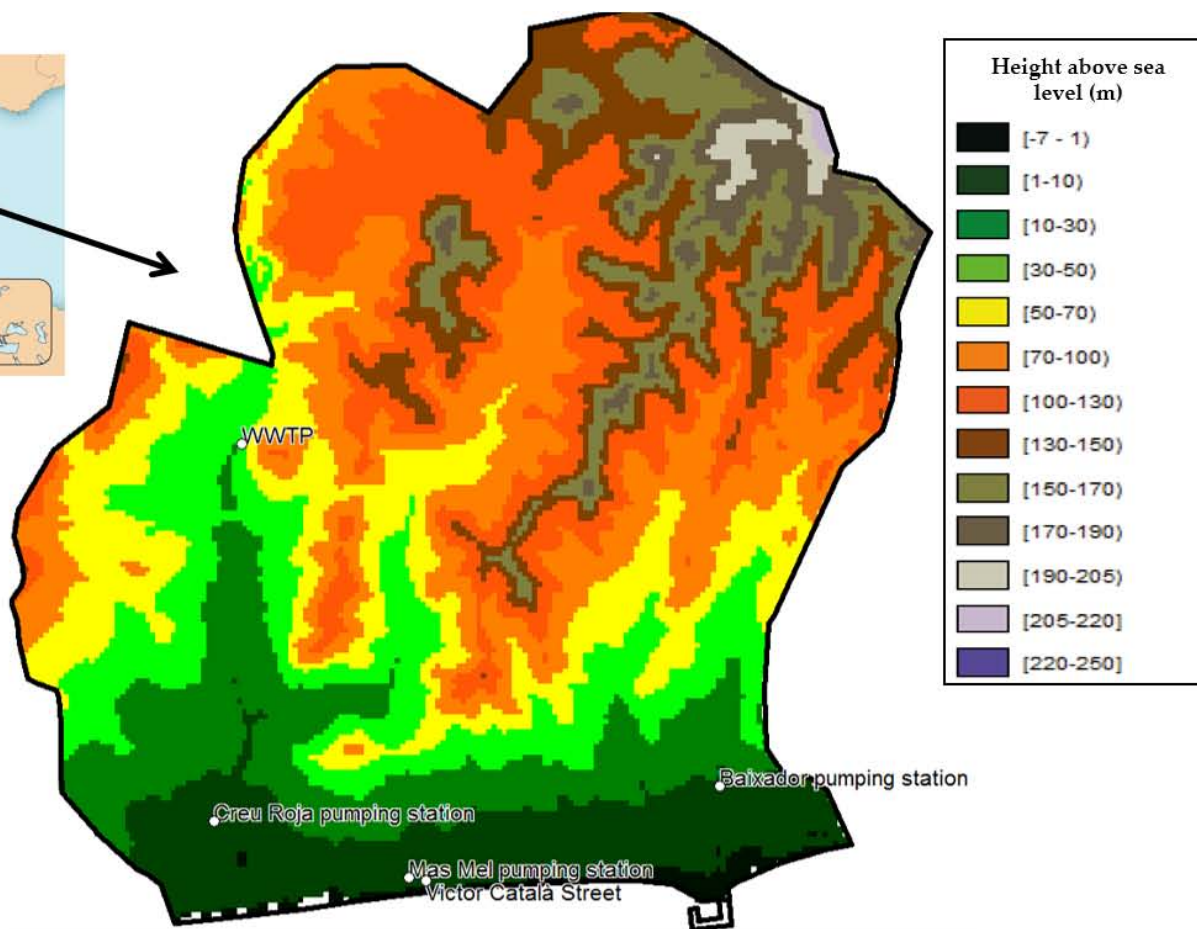 Height above sea
level (m)
[-7 - 1)
[1-10)
[10-30)
[30-50)
[50-70)
[70-100)
[100-130)
[130-150)
[150-170)
[170-190)
[190-205)
[205-220]
[220-250]
WWTP
Baixador pumping station
Creu Roja pumping station
Mas Mel pumping station
Victor Català Street